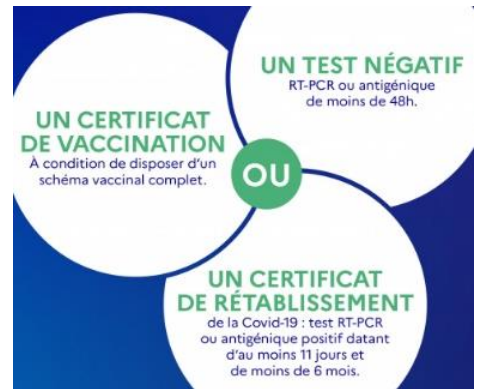 UN TEST NÉGATIF
RT-PCR ou antigénique
de moins de 48h.
UN CERTIFICAT
DE VACCINATION
À condition de disposer d'un
schéma vaccinal complet.
OU
UN CERTIFICAT
DE RÉTABLISSEMENT
de la Covid-19 : test RT-PCR
ou antigénique positif datant
d'au moins 11 jours et
de moins de 6 mois.